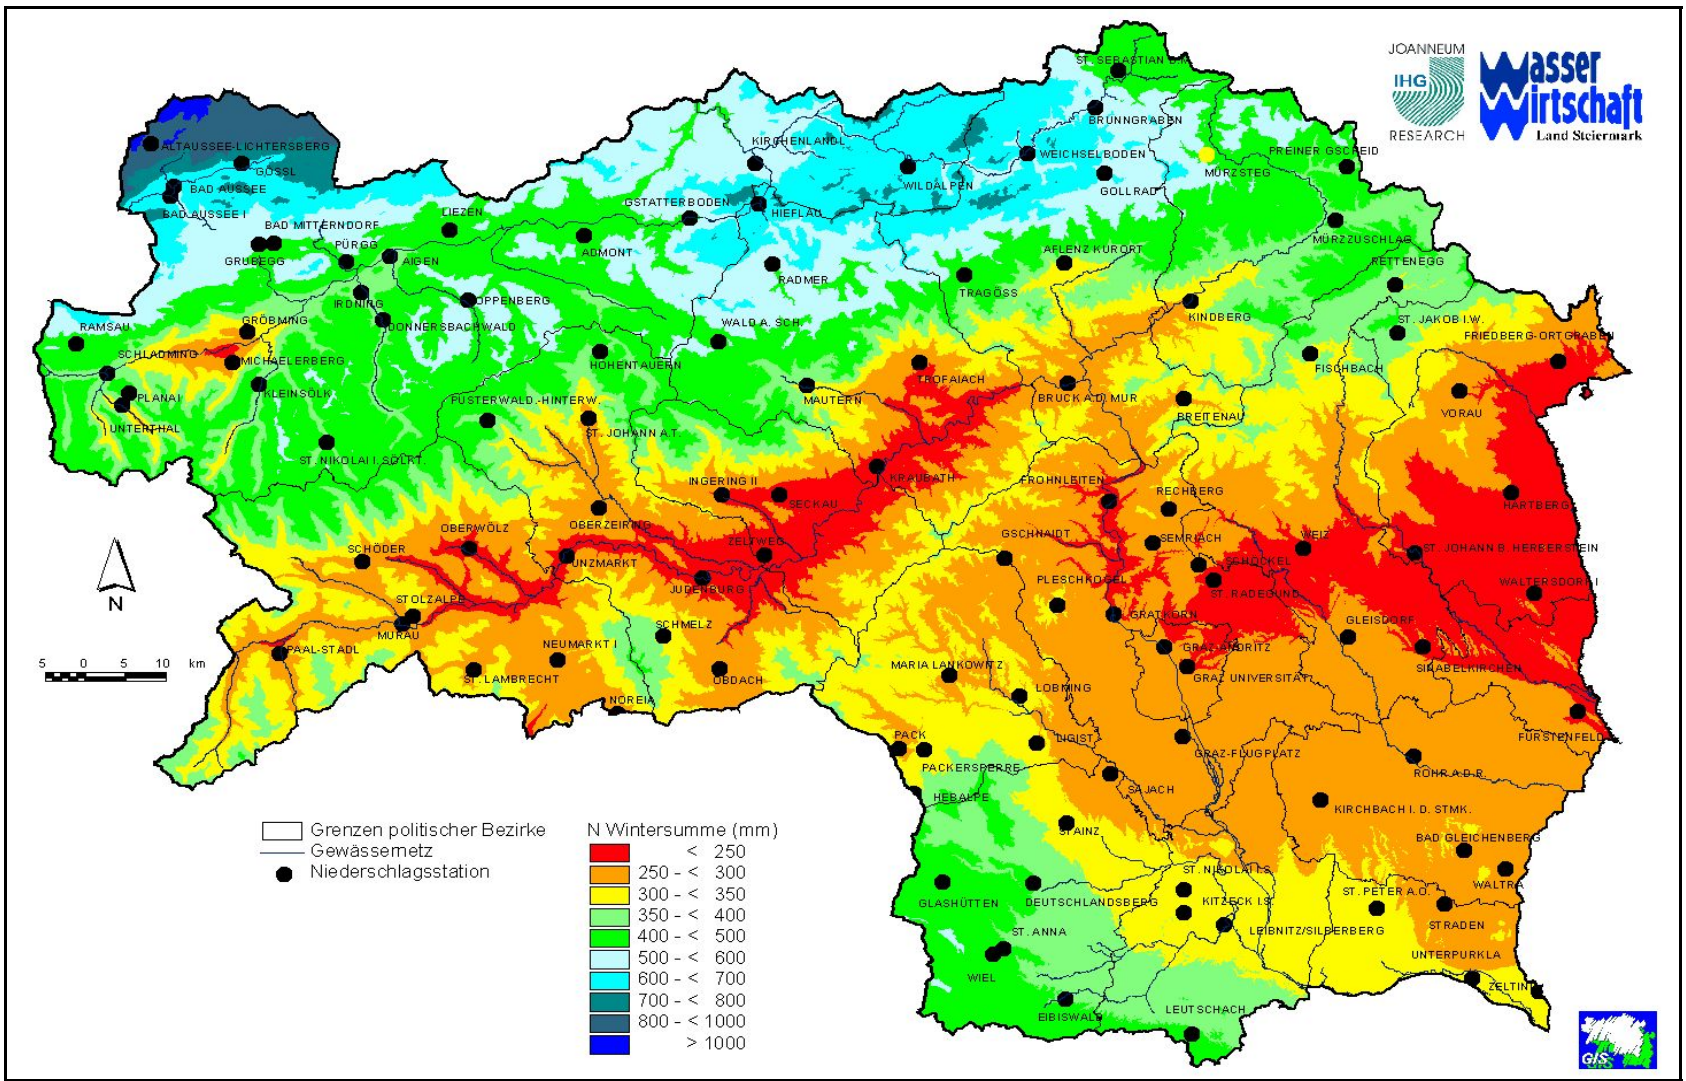 JOANNEUM
IHG
RESEARCH
Wasser
Wirtschaft
Land Steiermark
ST. SEBASTIAN B.M.
BRUNNGRABEN
ALTAUSSEE-LICHTERSBERG
KIRCHENLANDL
WEICHSELBODEN
PREINER GSCHEID
GÖSSL
MÜRZSTEG
BAD AUSSEE
WILDALPEN
GOLLRAD
BAD AUSSEE I
LIEZEN
GSTATTERBODEN
HIEFLAU
BAD MITTERNDORF
PÜRGG
ADMONT
AFLENZ KURORT
MÜRZZUSCHLAG
GRUBEGG
AIGEN
RADMER
TRAGÖSS
RETTENEGG
IRDNING
OPPENBERG
GRÖBMING
RAMSAU
DONNERSBACHWALD
WALD A. SCH.
KINDBERG
ST. JAKOB I.W.
FRIEDBERG-ORTGRABEN
SCHLADMING
MICHAELERBERG
HOHENTAUERN
TROFAIACH
FISCHBACH
PLANAI
KLEINSÖLK
PUSTERWALD.-HINTERW.
MAUTERN
BRUCK A.D. MUR
BREITENAU
VORAU
UNTERTHAL
ST. JOHANN A.T.
ST. NIKOLAI I. SÖLKT.
INGERING II
KRAUBATH
FROHNLEITEN
RECHBERG
SECKAU
HARTBERG
OBERWÖLZ
OBERZEIRING
GSCHNAIDT
SEMRIACH
WEIZ
SCHÖDER
ZELTWEG
ST. JOHANN B. HERBERSTEIN
UNZMARKT
SCHÖCKEL
PLESCHKOGEL
JUDENBURG
ST. RADEGUND
WALTERSDORF I
STOLZALPE
GRATKORN
GLEISDORF
MURAU
SCHMELZ
NEUMARKT I
PAAL-STADL
GRAZ-ANDRITZ
SINABELKIRCHEN
MARIA LANKOWITZ
ST. LAMBRECHT
OBDACH
GRAZ UNIVERSITÄT
LOBMING
NOREIA
PACK
LIGIST
FÜRSTENFELD
GRAZ-FLUGPLATZ
PACKERSPERRE
ROHR A.D.R.
HEBALPE
SAJACH
KIRCHBACH I. D. STMK.
STAINZ
BAD GLEICHENBERG
ST. NIKOLAI I.S.
WALTRA
ST. PETER A.O.
GLASHÜTTEN
DEUTSCHLANDSBERG
KITZECK I.S.
STRADEN
ST. ANNA
LEIBNITZ/SILBERBERG
UNTERPURKLA
WIEL
ZELTING
EIBISWALD
LEUTSCHACH
N
5 0 5 10 km
Grenzen politischer Bezirke
Gewässernetz
Niederschlagsstation
N Wintersumme (mm)
< 250
250 - < 300
300 - < 350
350 - < 400
400 - < 500
500 - < 600
600 - < 700
700 - < 800
800 - < 1000
> 1000
GIS